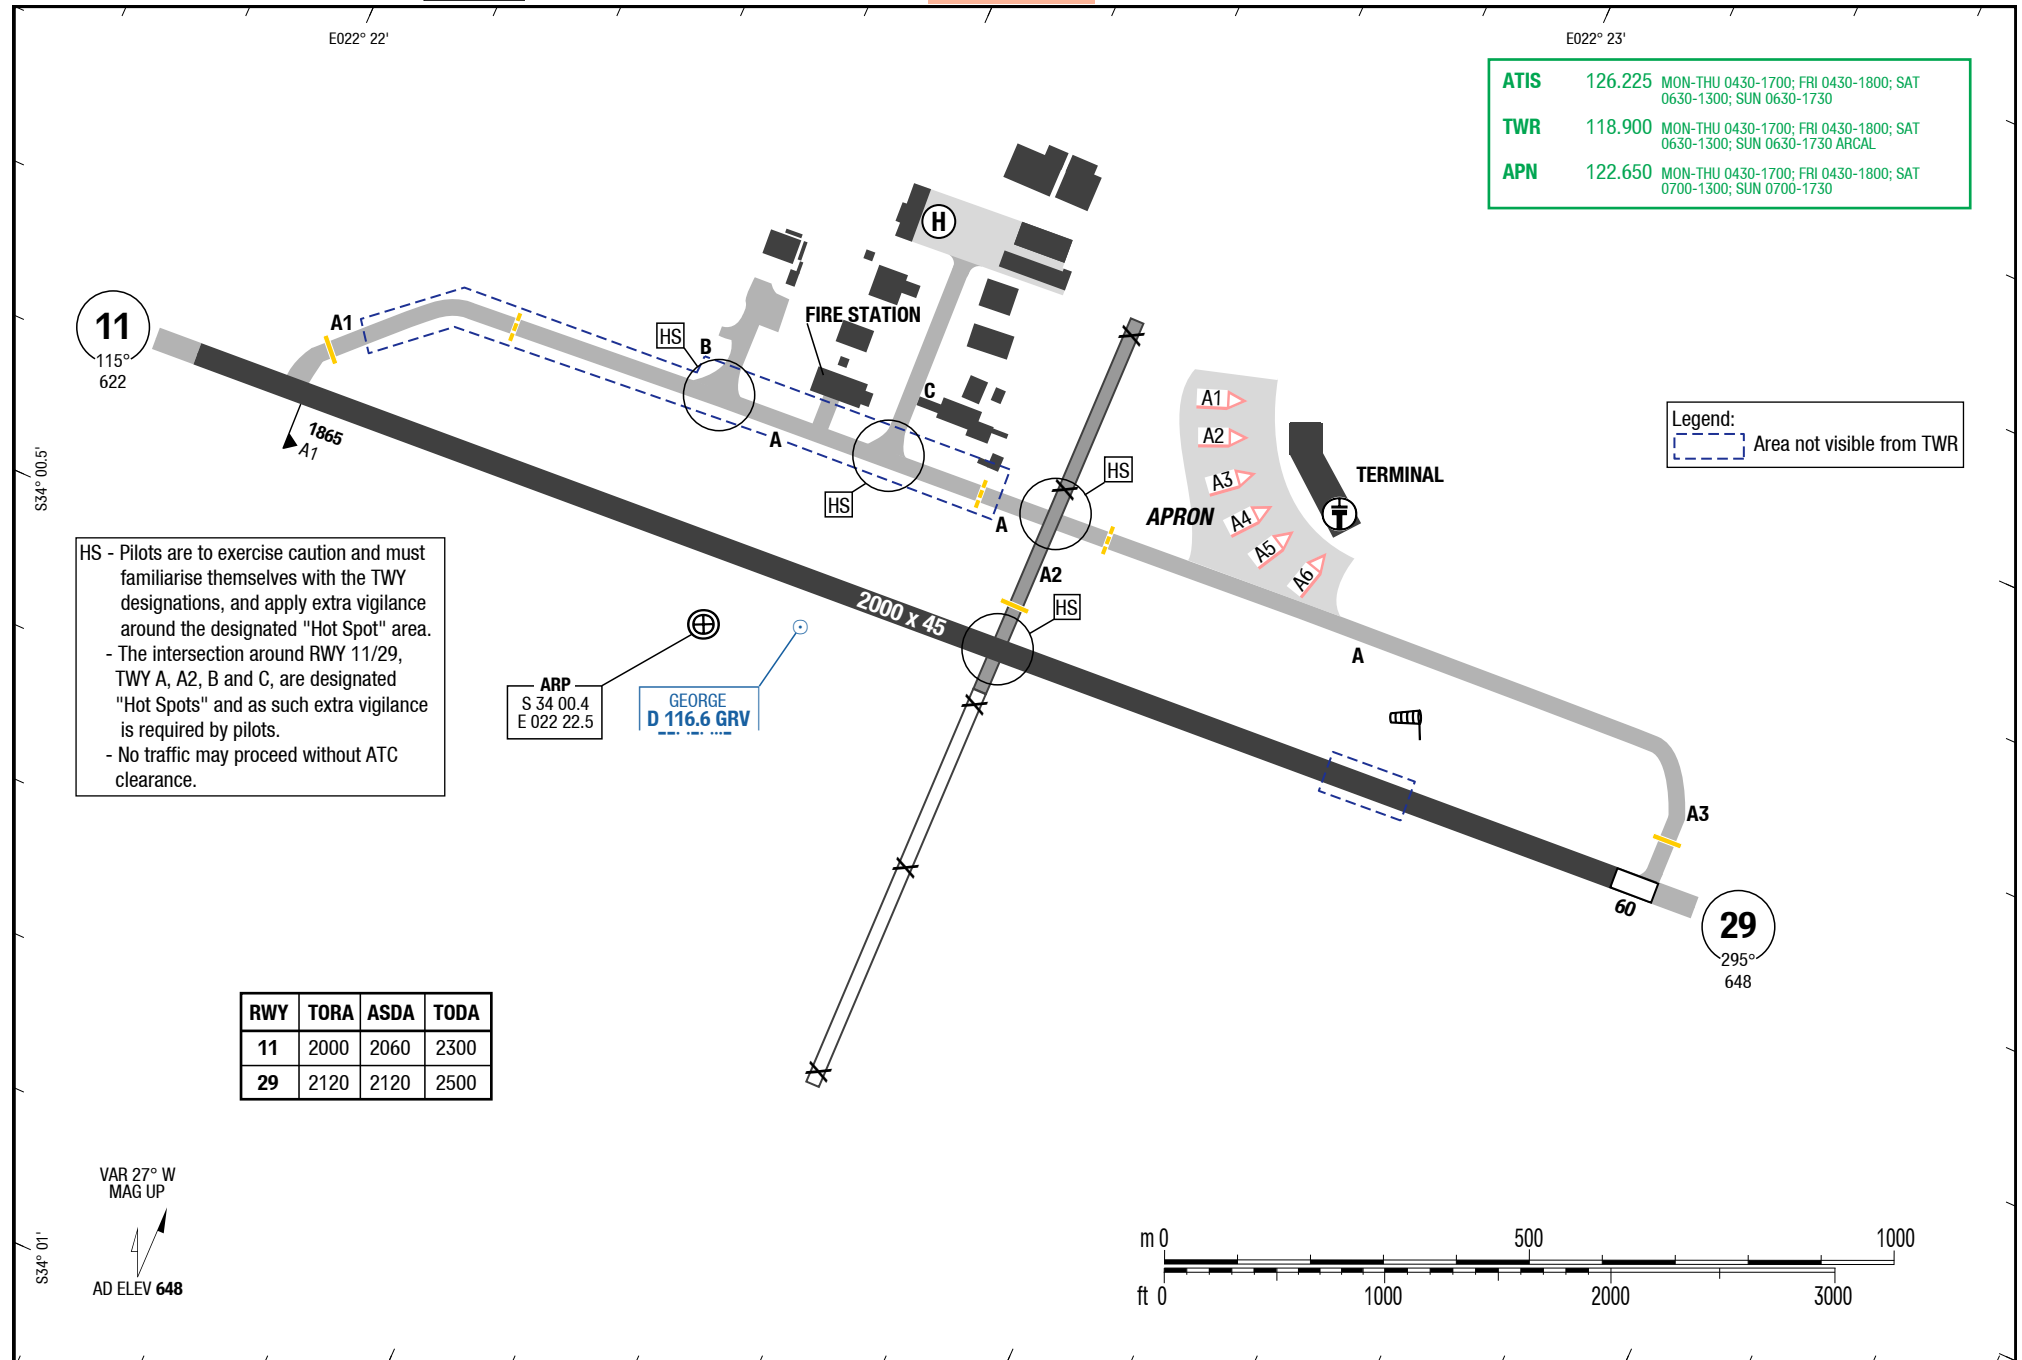 E022° 22'
E022° 23'
ATIS 126.225 MON-THU 0430-1700; FRI 0430-1800; SAT
0630-1300; SUN 0630-1730
TWR 118.900 MON-THU 0430-1700; FRI 0430-1800; SAT
0630-1300; SUN 0630-1730 ARCAL
APN 122.650 MON-THU 0430-1700; FRI 0430-1800; SAT
0700-1300; SUN 0700-1730
H
11
115°
622
A1
HS
B
FIRE STATION
C
A
HS
1865
A1
S34° 00.5'
A1
A2
A3
A4
A5
A6
APRON
TERMINAL
HS
A
A2
HS
Legend:
Area not visible from TWR
HS - Pilots are to exercise caution and must
familiarise themselves with the TWY
designations, and apply extra vigilance
around the designated "Hot Spot" area.
- The intersection around RWY 11/29,
TWY A, A2, B and C, are designated
"Hot Spots" and as such extra vigilance
is required by pilots.
- No traffic may proceed without ATC
clearance.
2000 x 45
ARP
S 34 00.4
E 022 22.5
GEORGE
D 116.6 GRV
A
A3
60
29
295°
648
RWY TORA ASDA TODA
11 2000 2060 2300
29 2120 2120 2500
VAR 27° W
MAG UP
AD ELEV 648
S34° 01'
m 0 500 1000
ft 0 1000 2000 3000